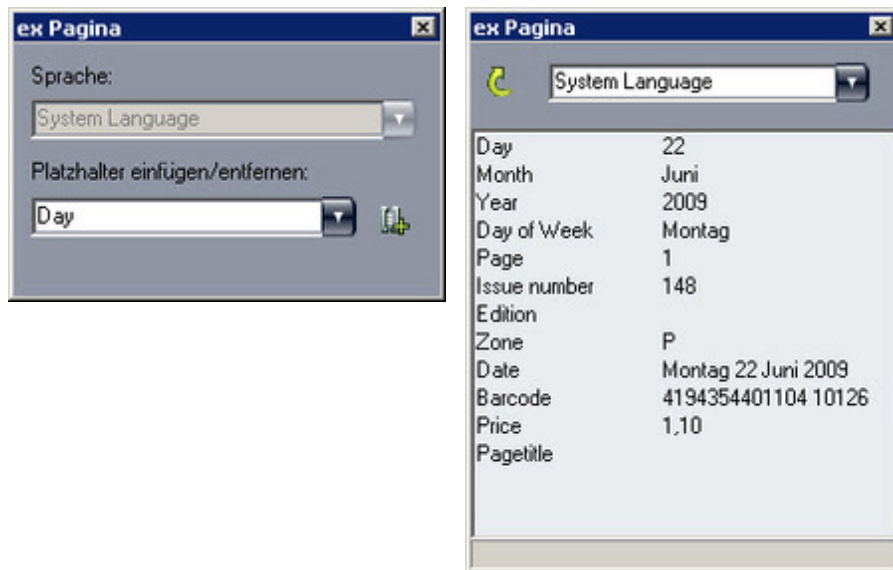 ex Pagina
Sprache:
System Language
Platzhalter einfügen/entfernen:
Day
ex Pagina
System Language
Day 22
Month Juni
Year 2009
Day of Week Montag
Page 1
Issue number 148
Edition
Zone P
Date Montag 22 Juni 2009
Barcode 4194354401104 10126
Price 1,10
Pagetitle